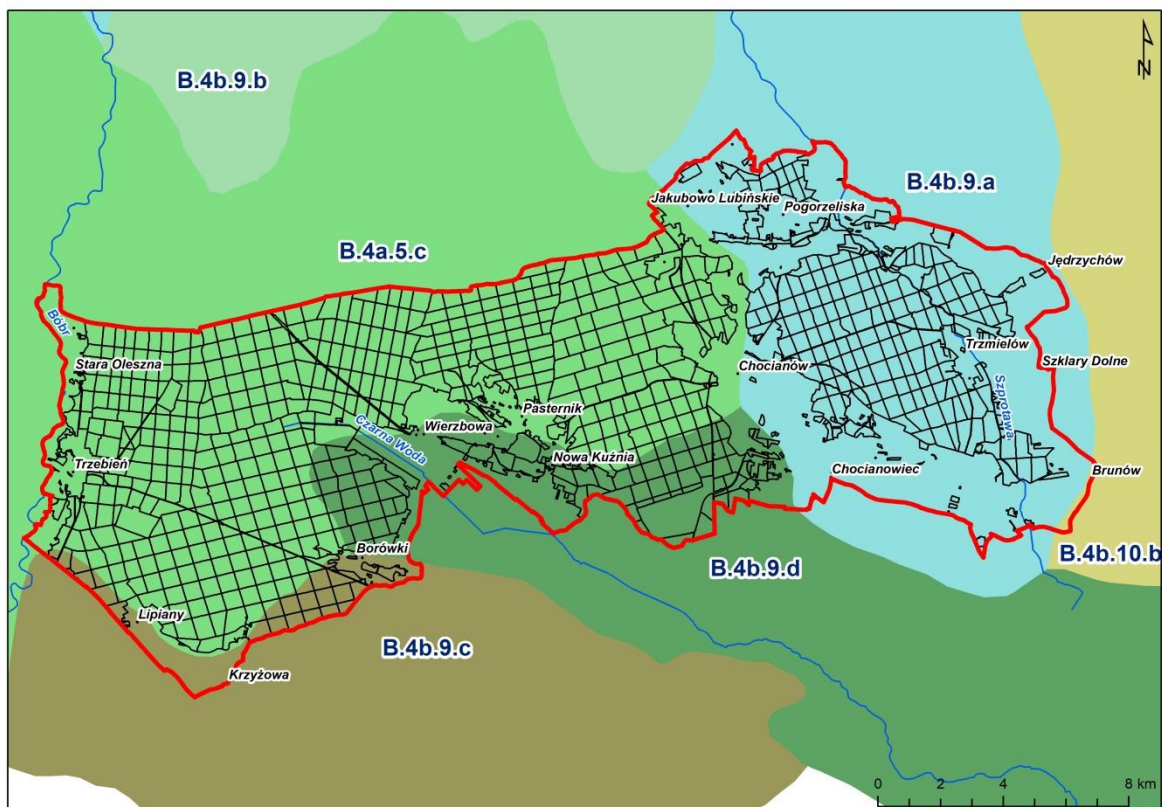 N
B.4b.9.b
B.4b.9.a
Jakubowo Lubińskie
Pogorzeliska
B.4a.5.c
Jędrzychów
Bóbr
Trzmielów
Szklary Dolne
Stara Oleszna
Chocianów
Szprotawa
Pasternik
Wierzbowa
Czarna Woda
Nowa Kuźnia
Trzebień
Chocianowiec
Brunów
Borówki
B.4b.10.b
B.4b.9.d
Lipiany
B.4b.9.c
Krzyżowa
0 4 8 km